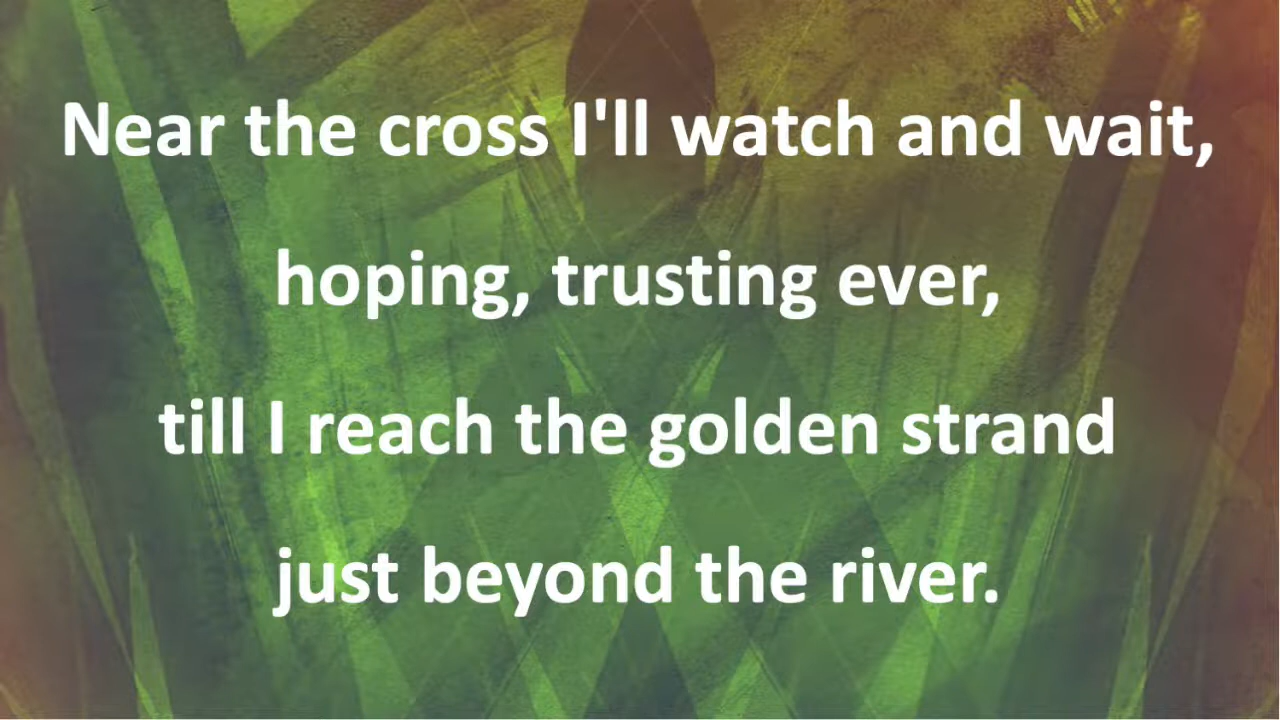 Near the cross I'll watch and wait,
hoping, trusting ever,
till I reach the golden strand
just beyond the river.